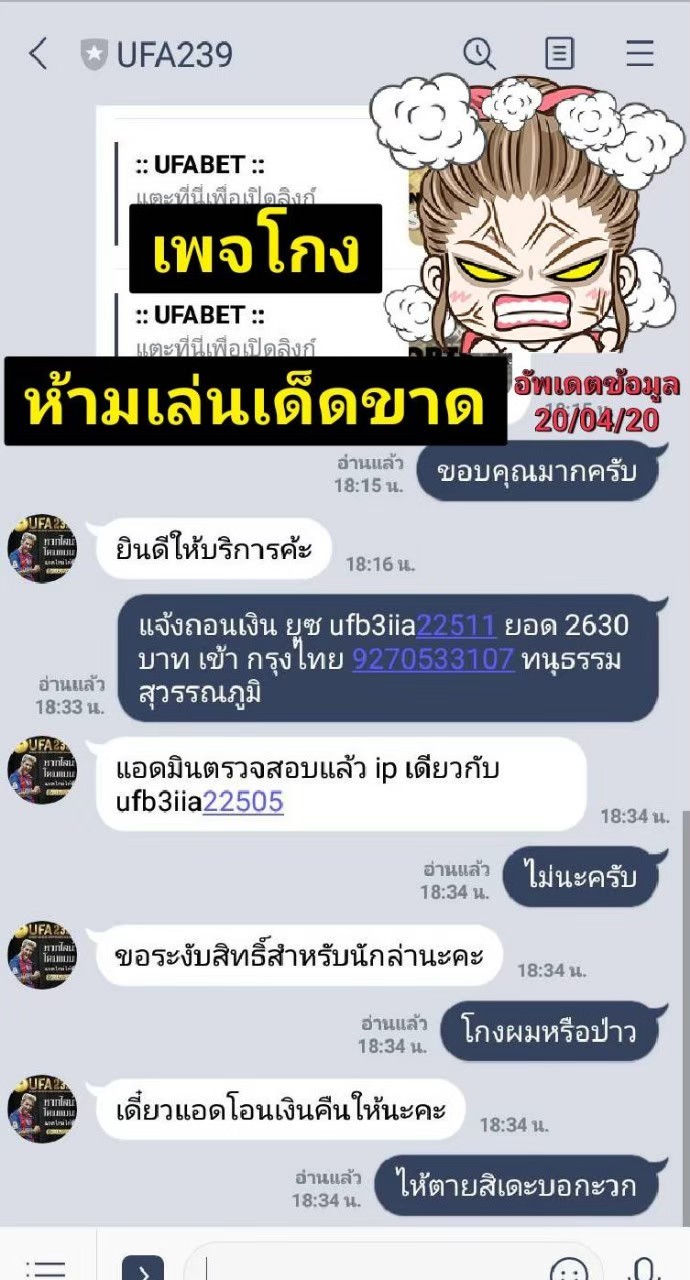 UFA239
:: UFABET ::
แตะที่นี่เพื่อเปิดลิงก์
เพจโกง
:: UFABET ::
แตะที่นี่เพื่อเปิดลิงก์
ห้ามเล่นเด็ดขาด
อัพเดตข้อมูล
20/04/20
อ่านแล้ว
18:15 น.
ขอบคุณมากครับ
ยินดีให้บริการค้ะ
18:16 น.
แจ้งถอนเงิน ยูซ ufb3iia22511 ยอด 2630
บาท เข้า กรุงไทย 9270533107 ทนุธรรม
สุวรรณภูมิ
อ่านแล้ว
18:33 น.
แอดมินตรวจสอบแล้ว ip เดียวกับ
ufb3iia22505
18:34 น.
อ่านแล้ว
18:34 น.
ไม่นะครับ
ขอระงับสิทธิ์สำหรับนักล่านะคะ
18:34 น.
อ่านแล้ว
18:34 น.
โกงผมหรือป่าว
เดี๋ยวแอดโอนเงินคืนให้นะคะ
18:34 น.
อ่านแล้ว
18:34 น.
ไห้ตายสิเดะบอกะวก